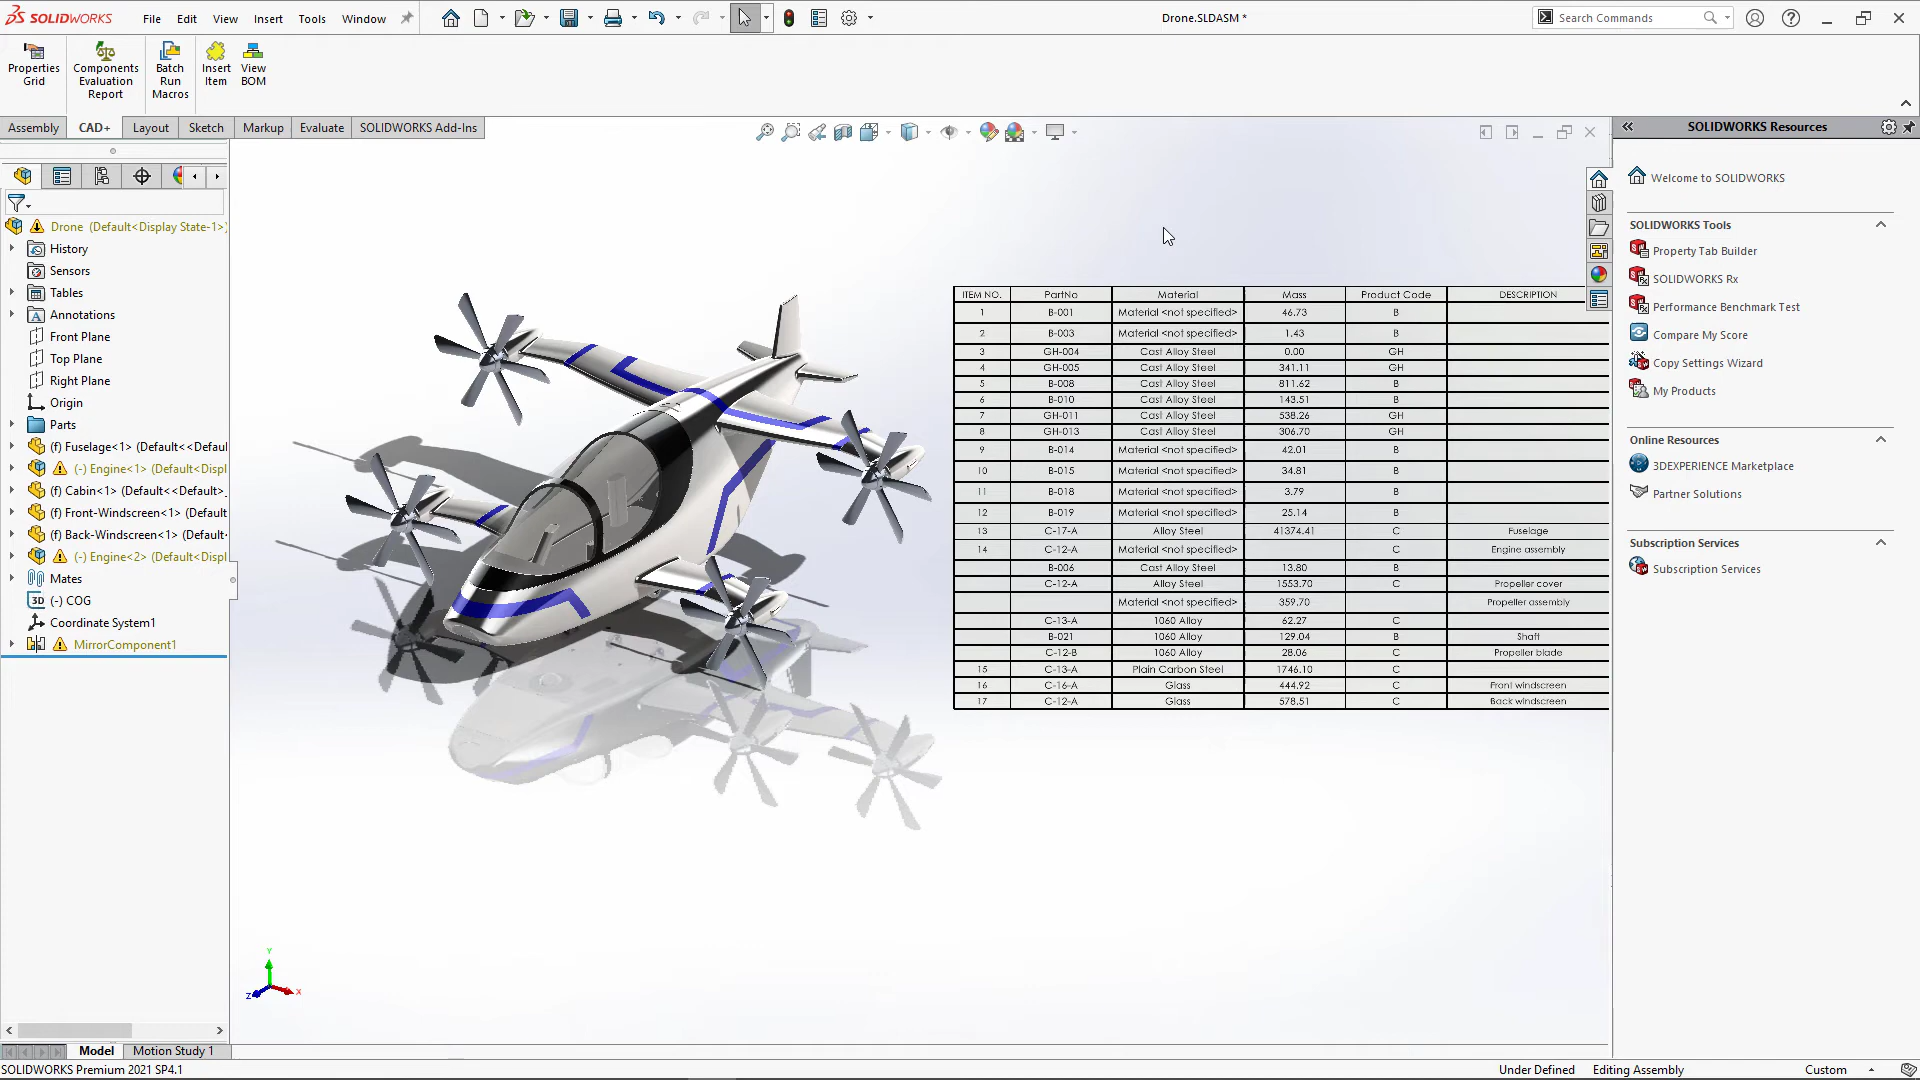 SOLIDWORKS File Edit View Insert Tools Window Drone.SLDASM * Search Commands
Properties Grid
Components Evaluation Report
Batch Run Macros
Insert Item
View BOM
Assembly CAD+ Layout Sketch Markup Evaluate SOLIDWORKS Add-Ins
Drone (Default<Display State-1>)
History
Sensors
Tables
Annotations
Front Plane
Top Plane
Right Plane
Origin
Parts
(f) Fuselage<1> (Default<<Defaul
(-) Engine<1> (Default<Displ
(f) Cabin<1> (Default<<Default>_
(f) Front-Windscreen<1> (Default
(f) Back-Windscreen<1> (Default
(-) Engine<2> (Default<Displ
Mates
3D (-) COG
Coordinate System1
MirrorComponent1
ITEM NO. PartNo Material Mass Product Code DESCRIPTION
1 B-001 Material <not specified> 46.73 B
2 B-003 Material <not specified> 1.43 B
3 GH-004 Cast Alloy Steel 0.00 GH
4 GH-005 Cast Alloy Steel 341.11 GH
5 B-008 Cast Alloy Steel 811.62 B
6 B-010 Cast Alloy Steel 143.51 B
7 GH-011 Cast Alloy Steel 538.26 GH
8 GH-013 Cast Alloy Steel 306.70 GH
9 B-014 Material <not specified> 42.01 B
10 B-015 Material <not specified> 34.81 B
11 B-018 Material <not specified> 3.79 B
12 B-019 Material <not specified> 25.14 B
13 C-17-A Alloy Steel 41374.41 C Fuselage
14 C-12-A Material <not specified> C Engine assembly
B-006 Cast Alloy Steel 13.80 B
C-12-A Alloy Steel 1553.70 C Propeller cover
Material <not specified> 359.70 Propeller assembly
C-13-A 1060 Alloy 62.27 C
B-021 1060 Alloy 129.04 B Shaft
C-12-B 1060 Alloy 28.06 C Propeller blade
15 C-13-A Plain Carbon Steel 1746.10 C
16 C-16-A Glass 444.92 C Front windscreen
17 C-12-A Glass 578.51 C Back windscreen
Y
Z X
SOLIDWORKS Resources
Welcome to SOLIDWORKS
SOLIDWORKS Tools
Property Tab Builder
SOLIDWORKS Rx
Performance Benchmark Test
Compare My Score
Copy Settings Wizard
My Products
Online Resources
3DEXPERIENCE Marketplace
Partner Solutions
Subscription Services
Subscription Services
Model Motion Study 1
SOLIDWORKS Premium 2021 SP4.1 Under Defined Editing Assembly Custom